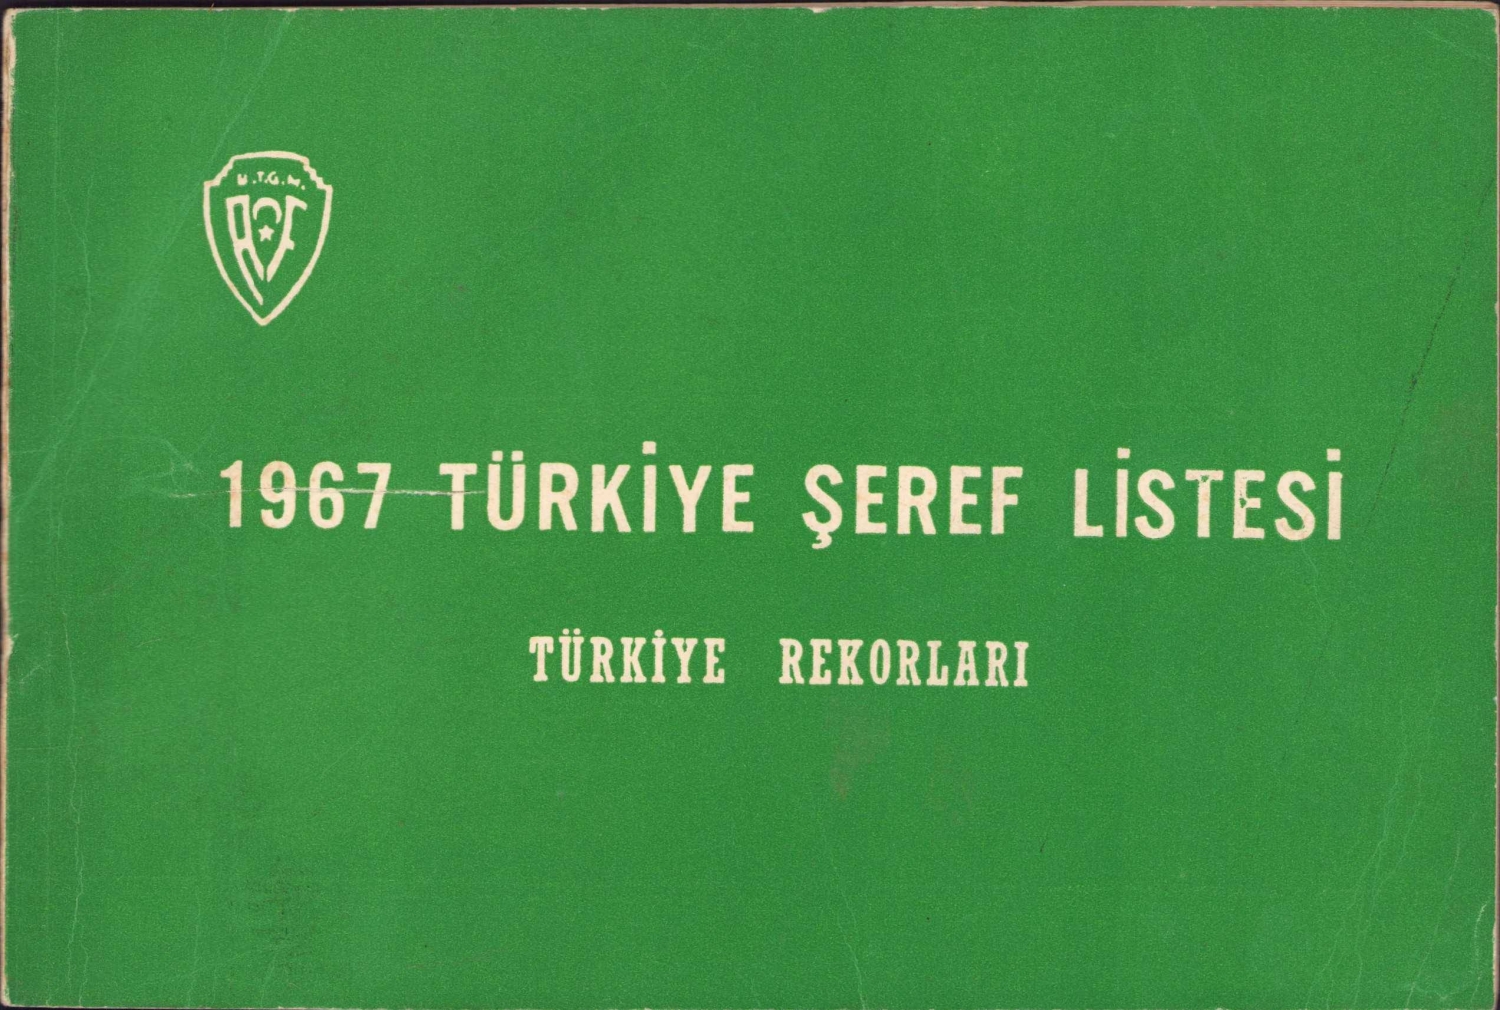 B.T.G.M.
1967 TÜRKİYE ŞEREF LİSTESİ
TÜRKİYE REKORLARI